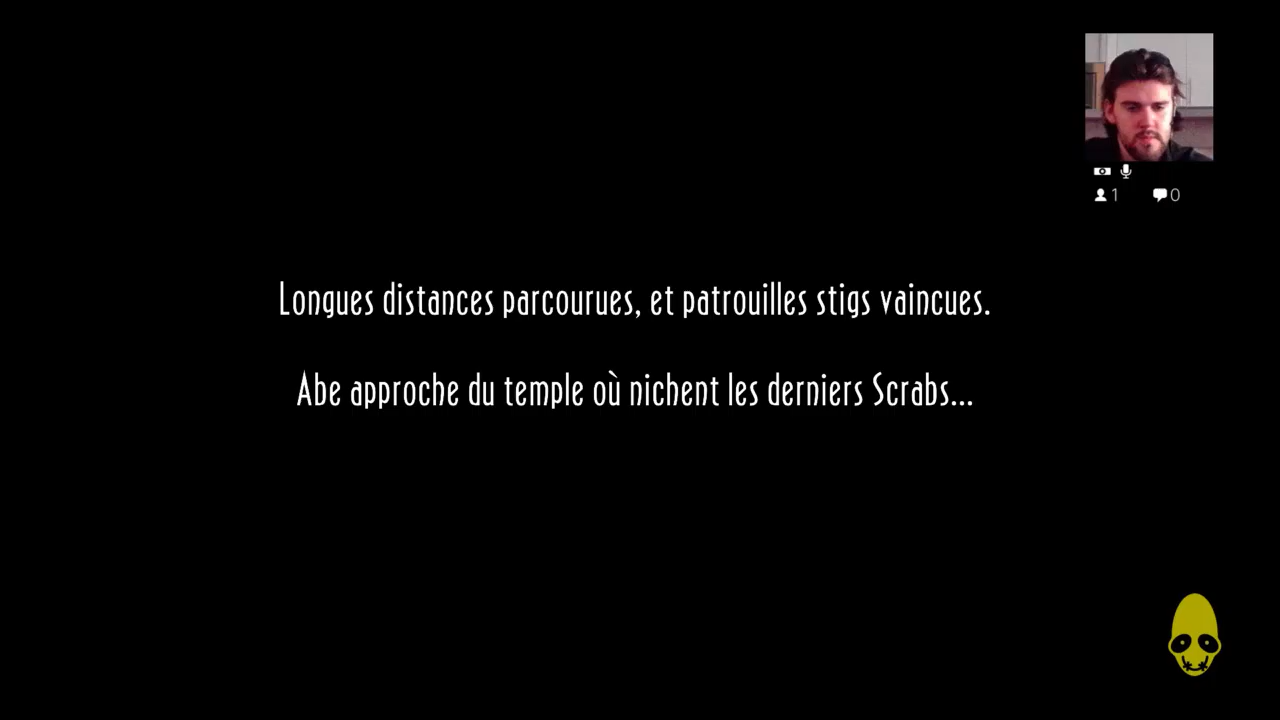 1 0
Longues distances parcourues, et patrouilles stigs vaincues.
Abe approche du temple où nichent les derniers Scrabs...